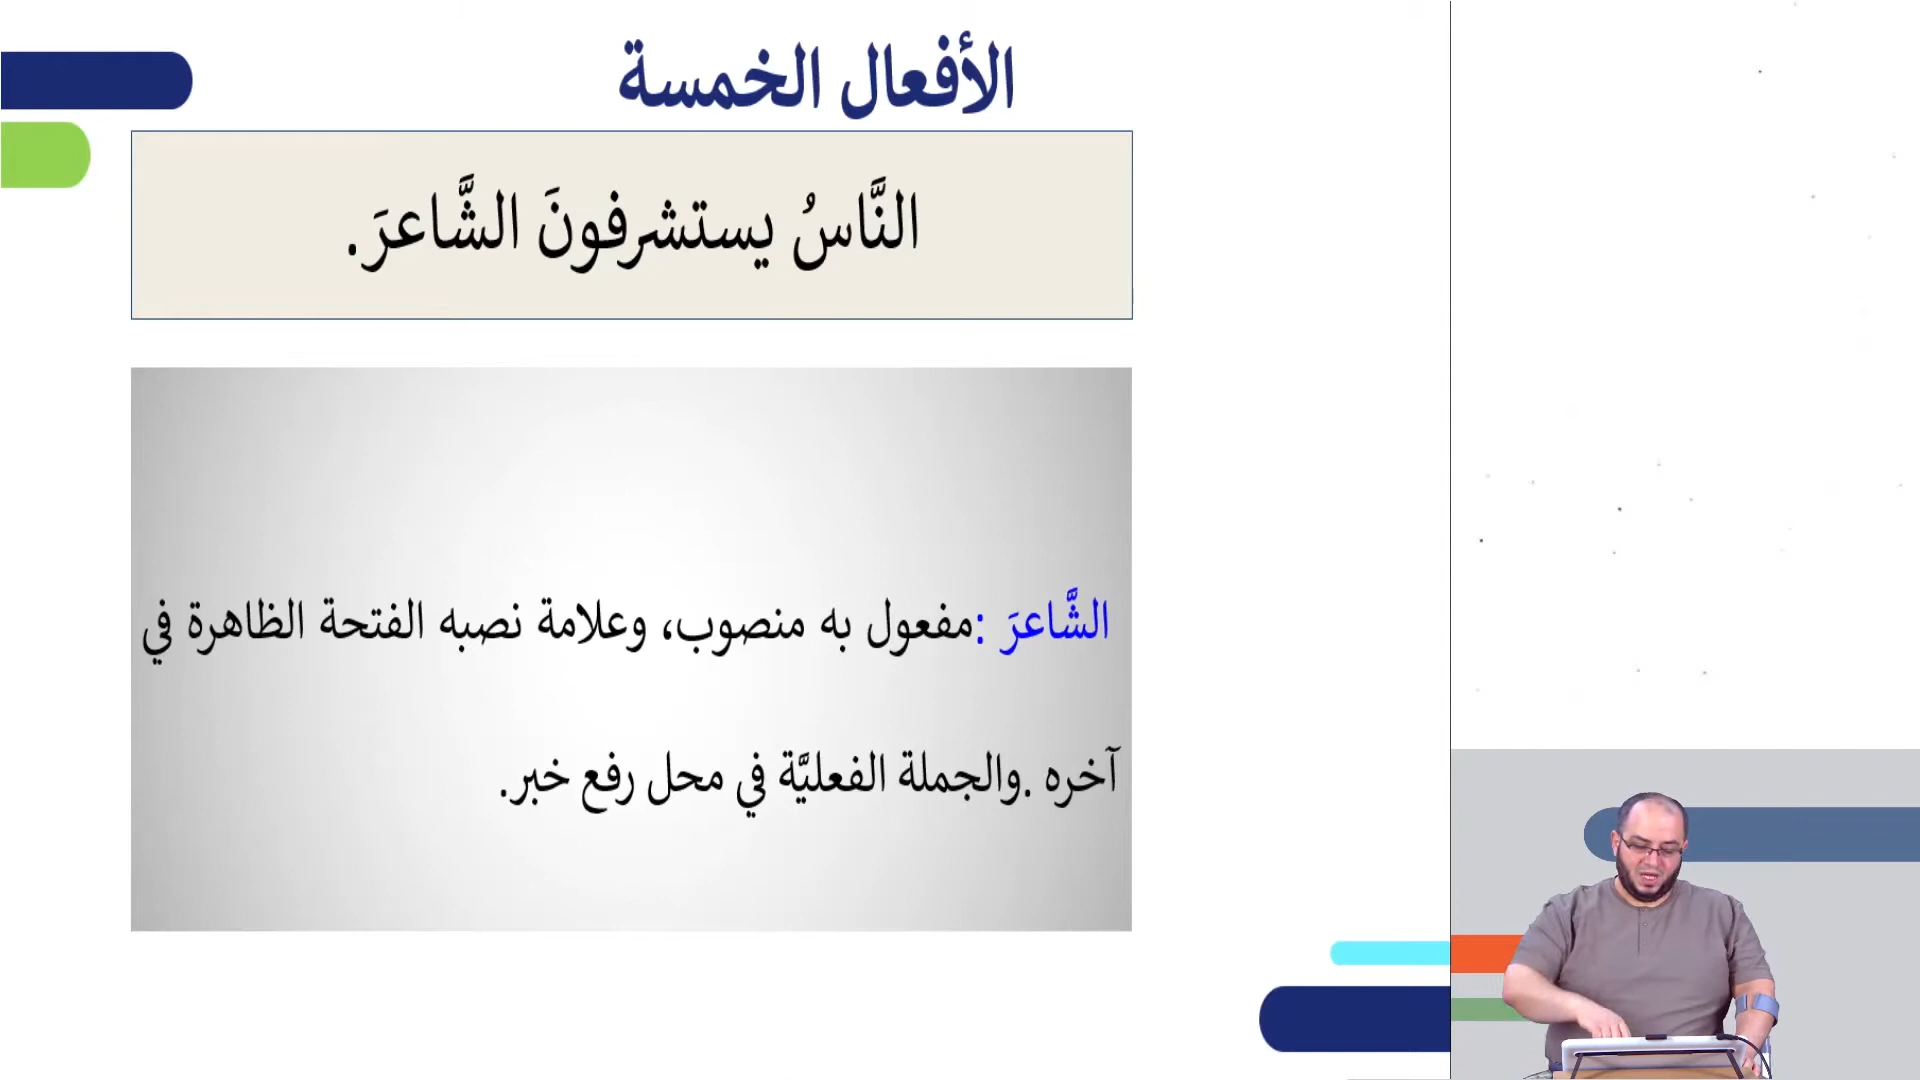 الأفعال الخمسة
النَّاسُ يستشرفونَ الشَّاعرَ.
الشَّاعرَ :مفعول به منصوب، وعلامة نصبه الفتحة الظاهرة في
آخره .والجملة الفعليَّة في محل رفع خبر.